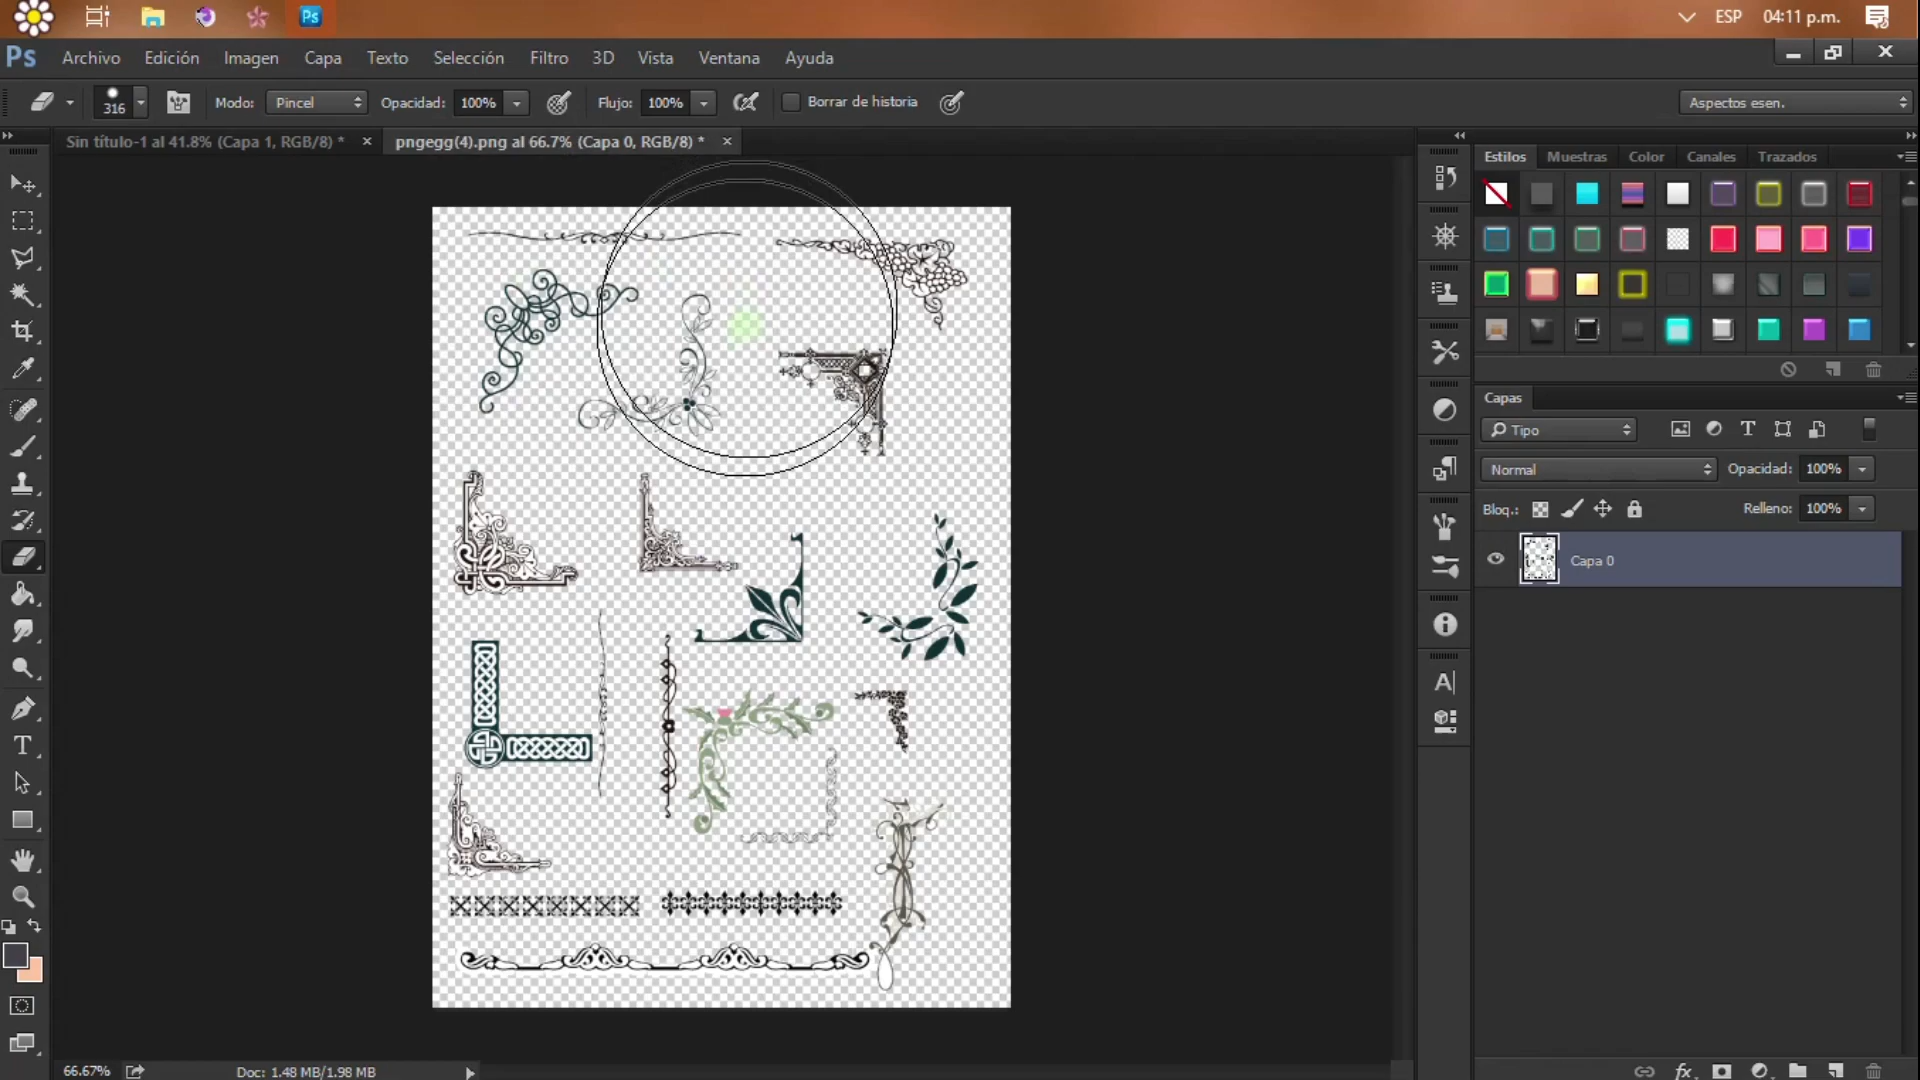 Ps
ESP 04:11 p.m.
Ps Archivo Edición Imagen Capa Texto Selección Filtro 3D Vista Ventana Ayuda
316 Modo: Pincel Opacidad: 100% Flujo: 100% Borrar de historia Aspectos esen.
Sin título-1 al 41.8% (Capa 1, RGB/8) * × pngegg(4).png al 66.7% (Capa 0, RGB/8) * ×
Estilos Muestras Color Canales Trazados
Capas
Tipo
Normal Opacidad: 100%
Bloq.: Relleno: 100%
Capa 0
66.67% Doc: 1.48 MB/1.98 MB